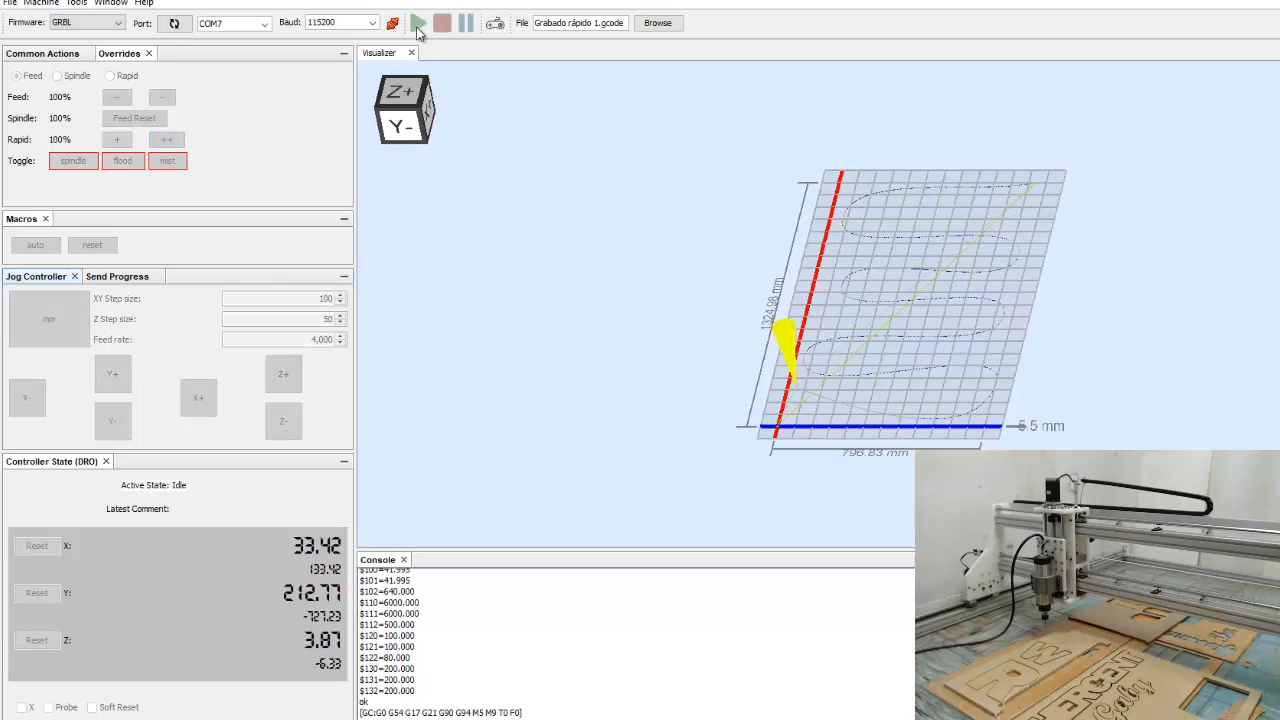 File Machine Tools Window Help
Firmware: GRBL Port: COM7 Baud: 115200 File Grabado rápido 1.gcode Browse
Common Actions Overrides
Feed Spindle Rapid
Feed: 100% -- -
Spindle: 100% Feed Reset
Rapid: 100% + ++
Toggle: spindle flood mist
Macros
auto reset
Jog Controller Send Progress
mm
XY Step size: 100
Z Step size: 50
Feed rate: 4,000
Y+ Z+
X- X+
Y- Z-
Controller State (DRO)
Active State: Idle
Latest Comment:
Reset X: 33.42
133.42
Reset Y: 212.77
-727.23
Reset Z: 3.87
-6.33
X Probe Soft Reset
Visualizer
Z+
Y-
X+
1324.98 mm
5.5 mm
796.83 mm
Console
$100=41.995
$101=41.995
$102=640.000
$110=6000.000
$111=6000.000
$112=500.000
$120=100.000
$121=100.000
$122=80.000
$130=200.000
$131=200.000
$132=200.000
ok
[GC:G0 G54 G17 G21 G90 G94 M5 M9 T0 F0]
Gaby